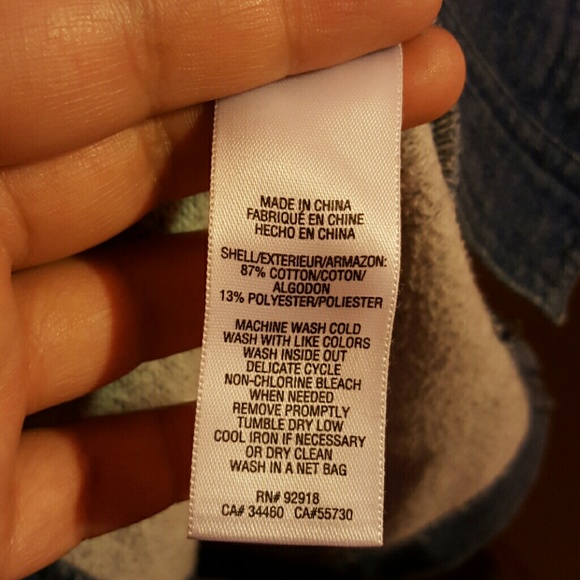 MADE IN CHINA
FABRIQUÉ EN CHINE
HECHO EN CHINA
SHELL/EXTERIEUR/ARMAZON:
87% COTTON/COTON/
ALGODON
13% POLYESTER/POLIESTER
MACHINE WASH COLD
WASH WITH LIKE COLORS
WASH INSIDE OUT
DELICATE CYCLE
NON-CHLORINE BLEACH
WHEN NEEDED
REMOVE PROMPTLY
TUMBLE DRY LOW
COOL IRON IF NECESSARY
OR DRY CLEAN
WASH IN A NET BAG
RN# 92918
CA# 34460 CA#55730